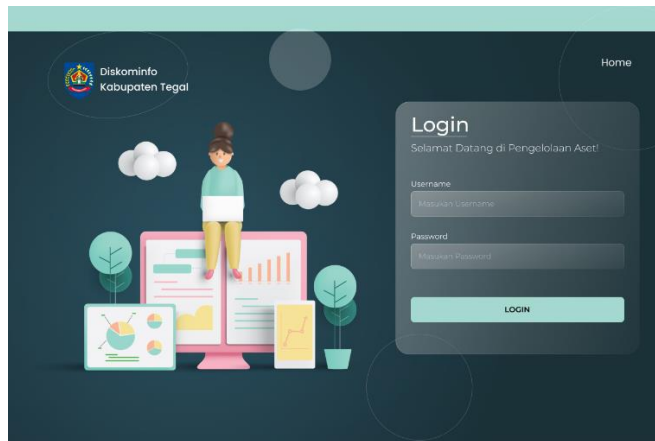 Diskominfo
Kabupaten Tegal
Home
Login
Selamat Datang di Pengelolaan Aset!
Username
Masukan Username
Password
Masukan Password
LOGIN